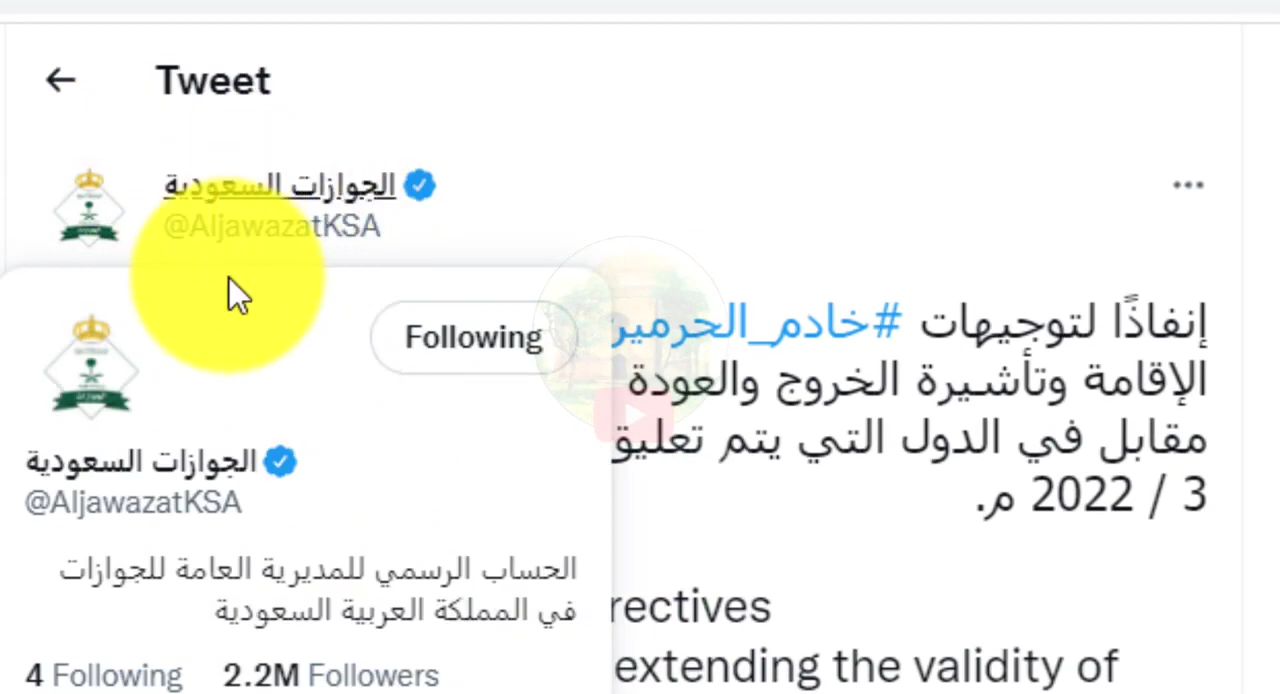 Tweet
الجوازات السعودية
@AljawazatKSA
Following
الجوازات السعودية
@AljawazatKSA
الحساب الرسمي للمديرية العامة للجوازات
في المملكة العربية السعودية
4 Following 2.2M Followers
إنفاذًا لتوجيهات #خادم_الحرمين
الإقامة وتأشيرة الخروج والعودة
مقابل في الدول التي يتم تعليق
3 / 2022 م.
rectives
extending the validity of